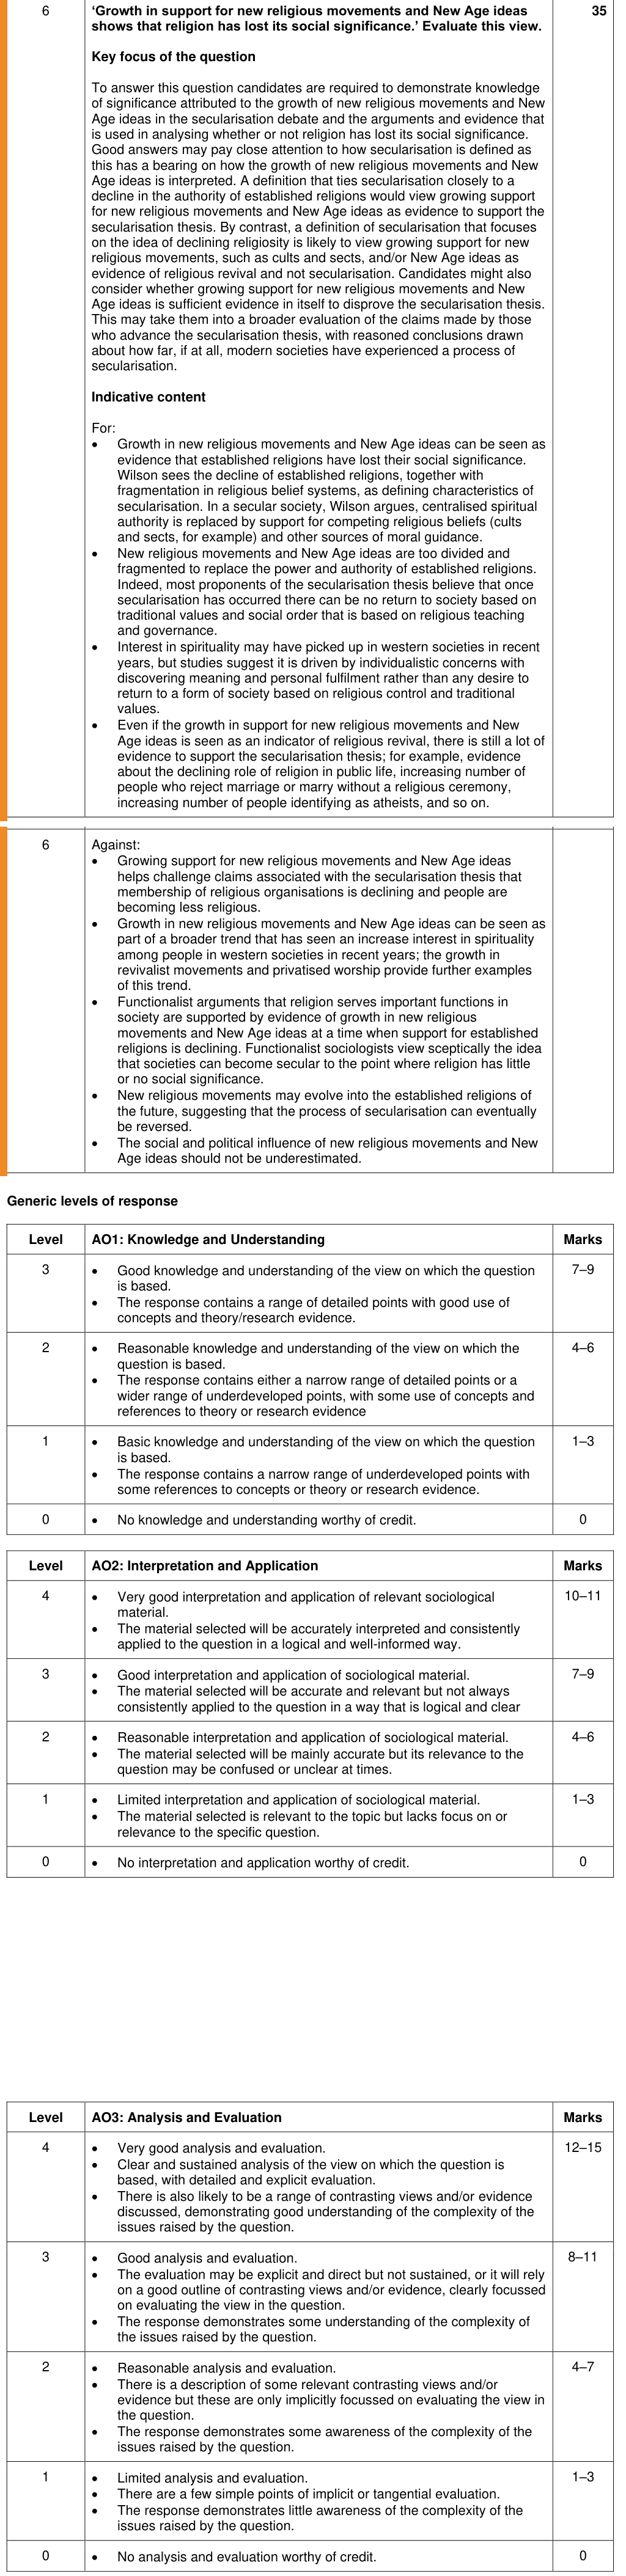 6
‘Growth in support for new religious movements and New Age ideas
shows that religion has lost its social significance.’ Evaluate this view.
35
Key focus of the question
To answer this question candidates are required to demonstrate knowledge
of significance attributed to the growth of new religious movements and New
Age ideas in the secularisation debate and the arguments and evidence that
is used in analysing whether or not religion has lost its social significance.
Good answers may pay close attention to how secularisation is defined as
this has a bearing on how the growth of new religious movements and New
Age ideas is interpreted. A definition that ties secularisation closely to a
decline in the authority of established religions would view growing support
for new religious movements and New Age ideas as evidence to support the
secularisation thesis. By contrast, a definition of secularisation that focuses
on the idea of declining religiosity is likely to view growing support for new
religious movements, such as cults and sects, and/or New Age ideas as
evidence of religious revival and not secularisation. Candidates might also
consider whether growing support for new religious movements and New
Age ideas is sufficient evidence in itself to disprove the secularisation thesis.
This may take them into a broader evaluation of the claims made by those
who advance the secularisation thesis, with reasoned conclusions drawn
about how far, if at all, modern societies have experienced a process of
secularisation.
Indicative content
For:
• Growth in new religious movements and New Age ideas can be seen as
evidence that established religions have lost their social significance.
Wilson sees the decline of established religions, together with
fragmentation in religious belief systems, as defining characteristics of
secularisation. In a secular society, Wilson argues, centralised spiritual
authority is replaced by support for competing religious beliefs (cults
and sects, for example) and other sources of moral guidance.
• New religious movements and New Age ideas are too divided and
fragmented to replace the power and authority of established religions.
Indeed, most proponents of the secularisation thesis believe that once
secularisation has occurred there can be no return to society based on
traditional values and social order that is based on religious teaching
and governance.
• Interest in spirituality may have picked up in western societies in recent
years, but studies suggest it is driven by individualistic concerns with
discovering meaning and personal fulfilment rather than any desire to
return to a form of society based on religious control and traditional
values.
• Even if the growth in support for new religious movements and New
Age ideas is seen as an indicator of religious revival, there is still a lot of
evidence to support the secularisation thesis; for example, evidence
about the declining role of religion in public life, increasing number of
people who reject marriage or marry without a religious ceremony,
increasing number of people identifying as atheists, and so on.
6
Against:
• Growing support for new religious movements and New Age ideas
helps challenge claims associated with the secularisation thesis that
membership of religious organisations is declining and people are
becoming less religious.
• Growth in new religious movements and New Age ideas can be seen as
part of a broader trend that has seen an increase interest in spirituality
among people in western societies in recent years; the growth in
revivalist movements and privatised worship provide further examples
of this trend.
• Functionalist arguments that religion serves important functions in
society are supported by evidence of growth in new religious
movements and New Age ideas at a time when support for established
religions is declining. Functionalist sociologists view sceptically the idea
that societies can become secular to the point where religion has little
or no social significance.
• New religious movements may evolve into the established religions of
the future, suggesting that the process of secularisation can eventually
be reversed.
• The social and political influence of new religious movements and New
Age ideas should not be underestimated.
Generic levels of response
Level AO1: Knowledge and Understanding Marks
3 • Good knowledge and understanding of the view on which the question 7–9
is based.
• The response contains a range of detailed points with good use of
concepts and theory/research evidence.
2 • Reasonable knowledge and understanding of the view on which the 4–6
question is based.
• The response contains either a narrow range of detailed points or a
wider range of underdeveloped points, with some use of concepts and
references to theory or research evidence
1 • Basic knowledge and understanding of the view on which the question 1–3
is based.
• The response contains a narrow range of underdeveloped points with
some references to concepts or theory or research evidence.
0 • No knowledge and understanding worthy of credit. 0
Level AO2: Interpretation and Application Marks
4 • Very good interpretation and application of relevant sociological 10–11
material.
• The material selected will be accurately interpreted and consistently
applied to the question in a logical and well-informed way.
3 • Good interpretation and application of sociological material. 7–9
• The material selected will be accurate and relevant but not always
consistently applied to the question in a way that is logical and clear
2 • Reasonable interpretation and application of sociological material. 4–6
• The material selected will be mainly accurate but its relevance to the
question may be confused or unclear at times.
1 • Limited interpretation and application of sociological material. 1–3
• The material selected is relevant to the topic but lacks focus on or
relevance to the specific question.
0 • No interpretation and application worthy of credit. 0
Level AO3: Analysis and Evaluation Marks
4 • Very good analysis and evaluation. 12–15
• Clear and sustained analysis of the view on which the question is
based, with detailed and explicit evaluation.
• There is also likely to be a range of contrasting views and/or evidence
discussed, demonstrating good understanding of the complexity of the
issues raised by the question.
3 • Good analysis and evaluation. 8–11
• The evaluation may be explicit and direct but not sustained, or it will rely
on a good outline of contrasting views and/or evidence, clearly focussed
on evaluating the view in the question.
• The response demonstrates some understanding of the complexity of
the issues raised by the question.
2 • Reasonable analysis and evaluation. 4–7
• There is a description of some relevant contrasting views and/or
evidence but these are only implicitly focussed on evaluating the view in
the question.
• The response demonstrates some awareness of the complexity of the
issues raised by the question.
1 • Limited analysis and evaluation. 1–3
• There are a few simple points of implicit or tangential evaluation.
• The response demonstrates little awareness of the complexity of the
issues raised by the question.
0 • No analysis and evaluation worthy of credit. 0